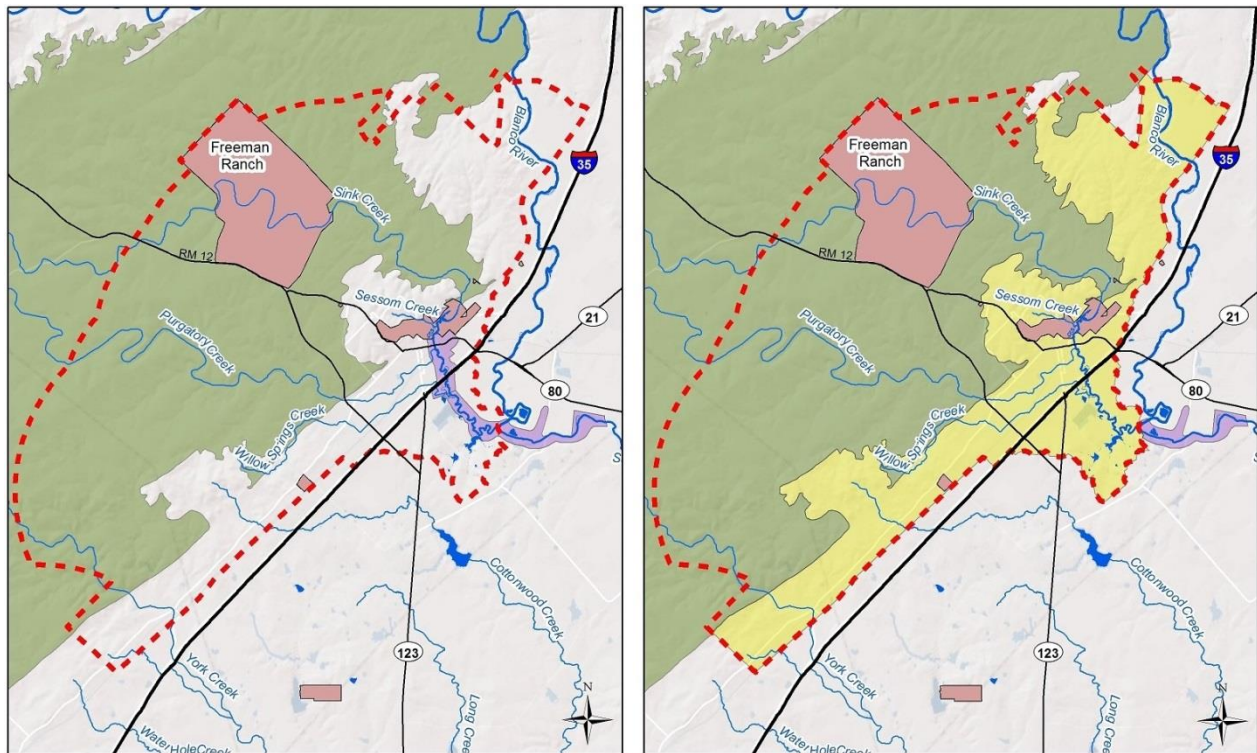 Blanco
River
35
Freeman
Ranch
Sink Creek
RM 12
Sessom Creek
21
Purgatory Creek
80
Willow
Springs Creek
Cottonwood Creek
123
York Creek
Long Cree
Water Hole Creek
N
S
Blanco
River
35
Freeman
Ranch
Sink Creek
RM 12
Sessom Creek
21
Purgatory Creek
80
Willow
Springs Creek
S
Cottonwood Creek
123
York Creek
Long Cree
Water Hole Creek
N